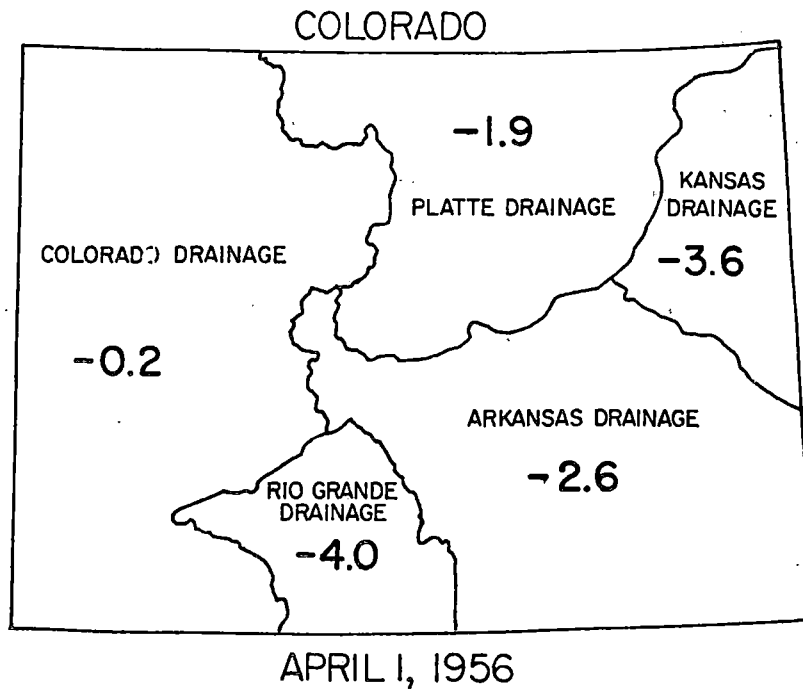 COLORADO
-1.9
PLATTE DRAINAGE
KANSAS
DRAINAGE
-3.6
COLORADO DRAINAGE
-0.2
ARKANSAS DRAINAGE
-2.6
RIO GRANDE
DRAINAGE
-4.0
APRIL 1, 1956